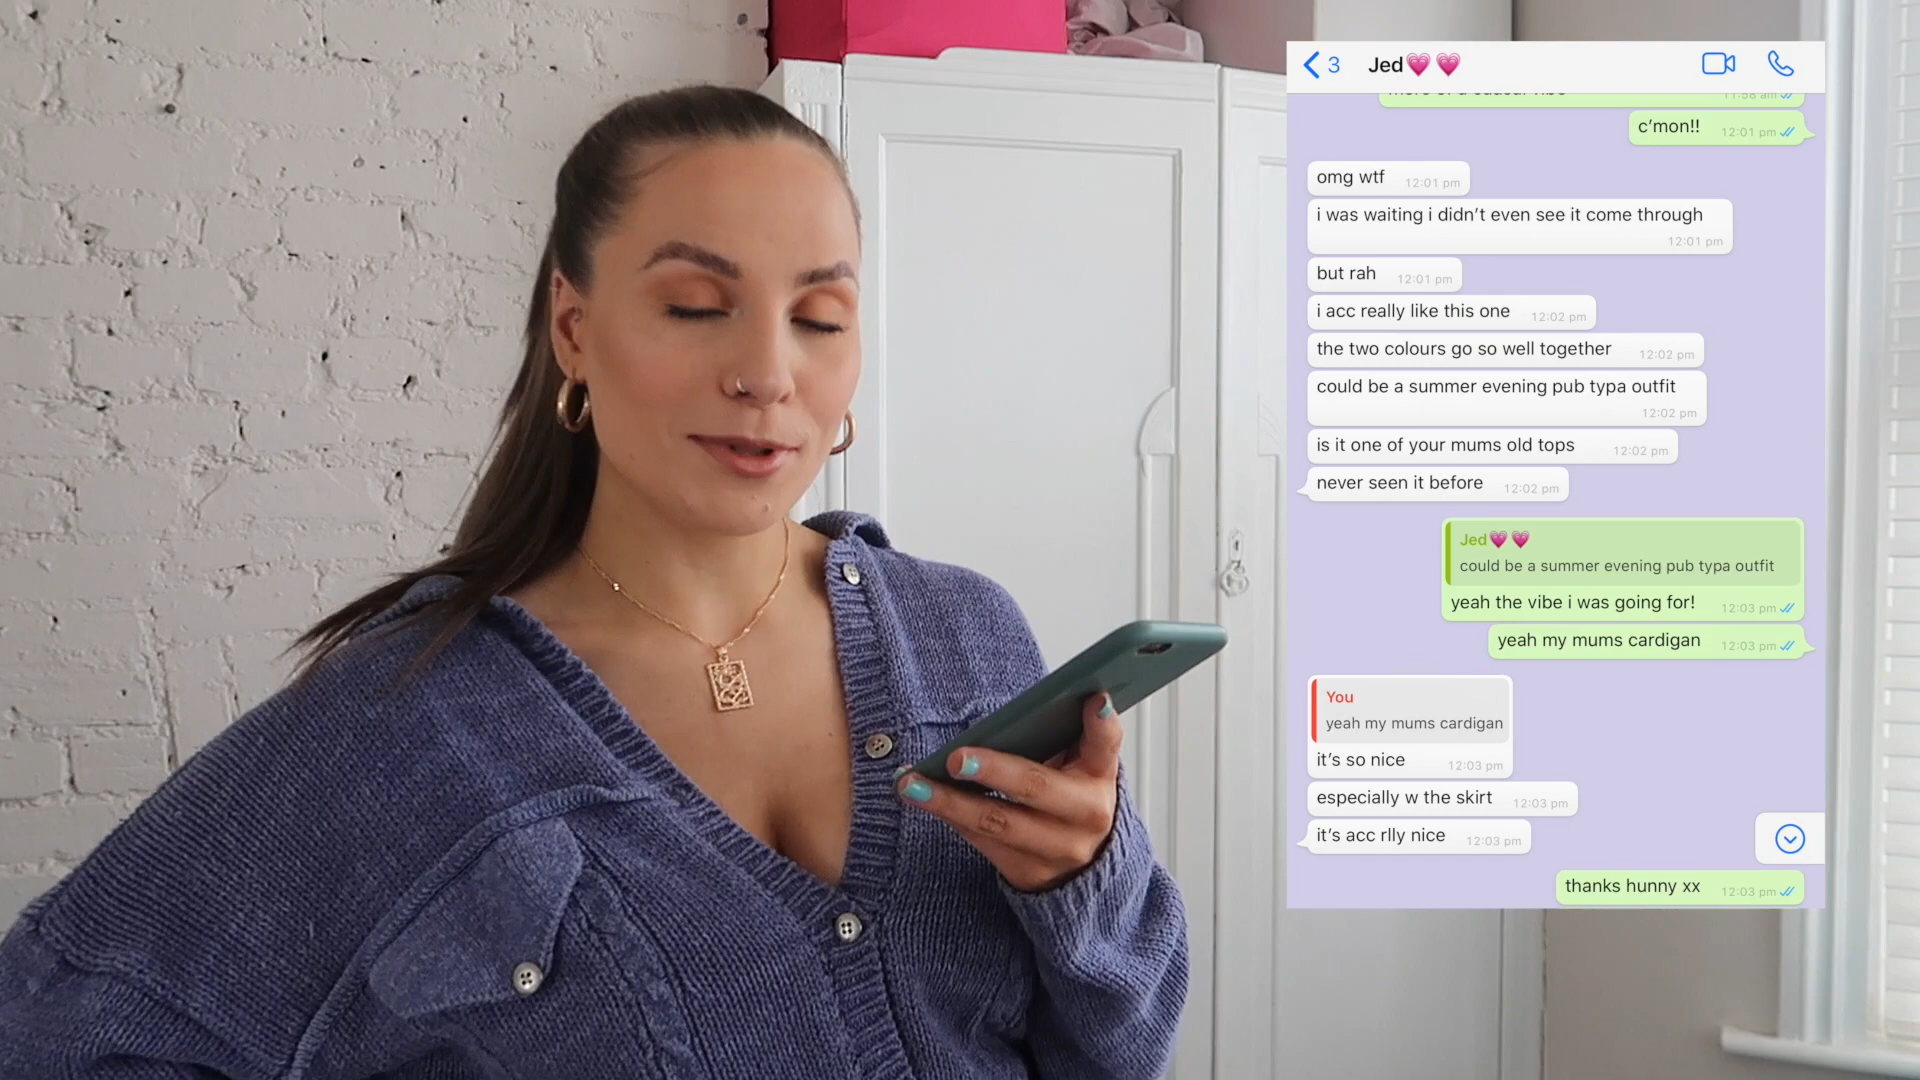 3 Jed💗💗
c'mon!! 12:01 pm
omg wtf 12:01 pm
i was waiting i didn't even see it come through
12:01 pm
but rah 12:01 pm
i acc really like this one 12:02 pm
the two colours go so well together 12:02 pm
could be a summer evening pub typa outfit
12:02 pm
is it one of your mums old tops 12:02 pm
never seen it before 12:02 pm
Jed💗💗
could be a summer evening pub typa outfit
yeah the vibe i was going for! 12:03 pm
yeah my mums cardigan 12:03 pm
You
yeah my mums cardigan
it's so nice 12:03 pm
especially w the skirt 12:03 pm
it's acc rlly nice 12:03 pm
thanks hunny xx 12:03 pm